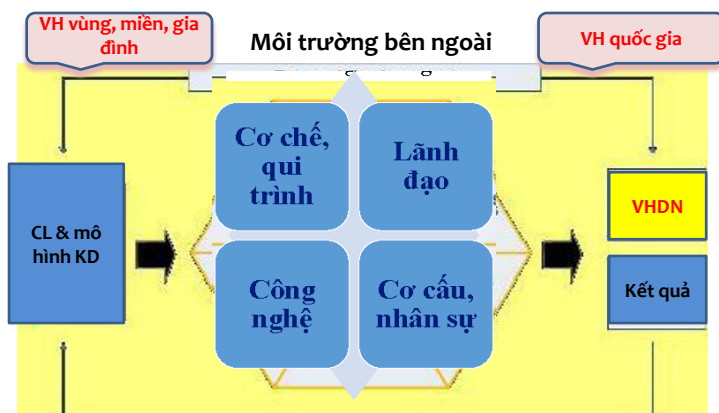 VH vùng, miền, gia
đình
Môi trường bên ngoài
VH quốc gia
Cơ chế,
qui
trình
Lãnh
đạo
CL & mô
hình KD
VHDN
Công
nghệ
Cơ cấu,
nhân sự
Kết quả